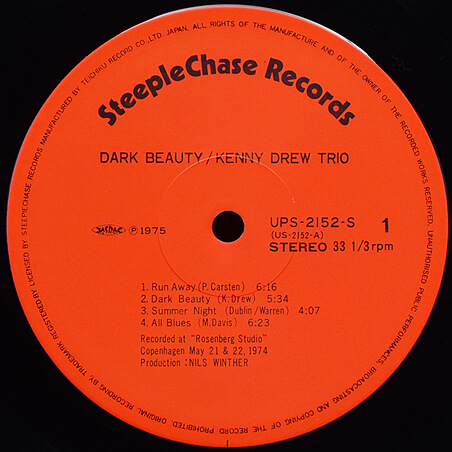 MANUFACTURED BY TEICHIKU RECORD CO., LTD. JAPAN. ALL RIGHTS OF THE MANUFACTURE AND OF THE OWNER OF THE RECORDED WORKS RESERVED. UNAUTHORISED PUBLIC PERFORMANCES, BROADCASTING AND COPYING OF THE RECORD PROHIBITED. ORIGINAL RECORDING BY, TRADEMARK REGISTERED BY, LICENSED BY STEEPLECHASE RECORDS
SteepleChase Records
DARK BEAUTY/KENNY DREW TRIO
Ⓟ1975
UPS-2152-S 1
(US-2152-A)
STEREO 33 1/3rpm
1. Run Away (P. Carsten) 6:16
2. Dark Beauty (K. Drew) 5:34
3. Summer Night (Dublin/Warren) 4:07
4. All Blues (M. Davis) 6:23
Recorded at "Rosenberg Studio"
Copenhagen May 21 & 22, 1974
Production : NILS WINTHER